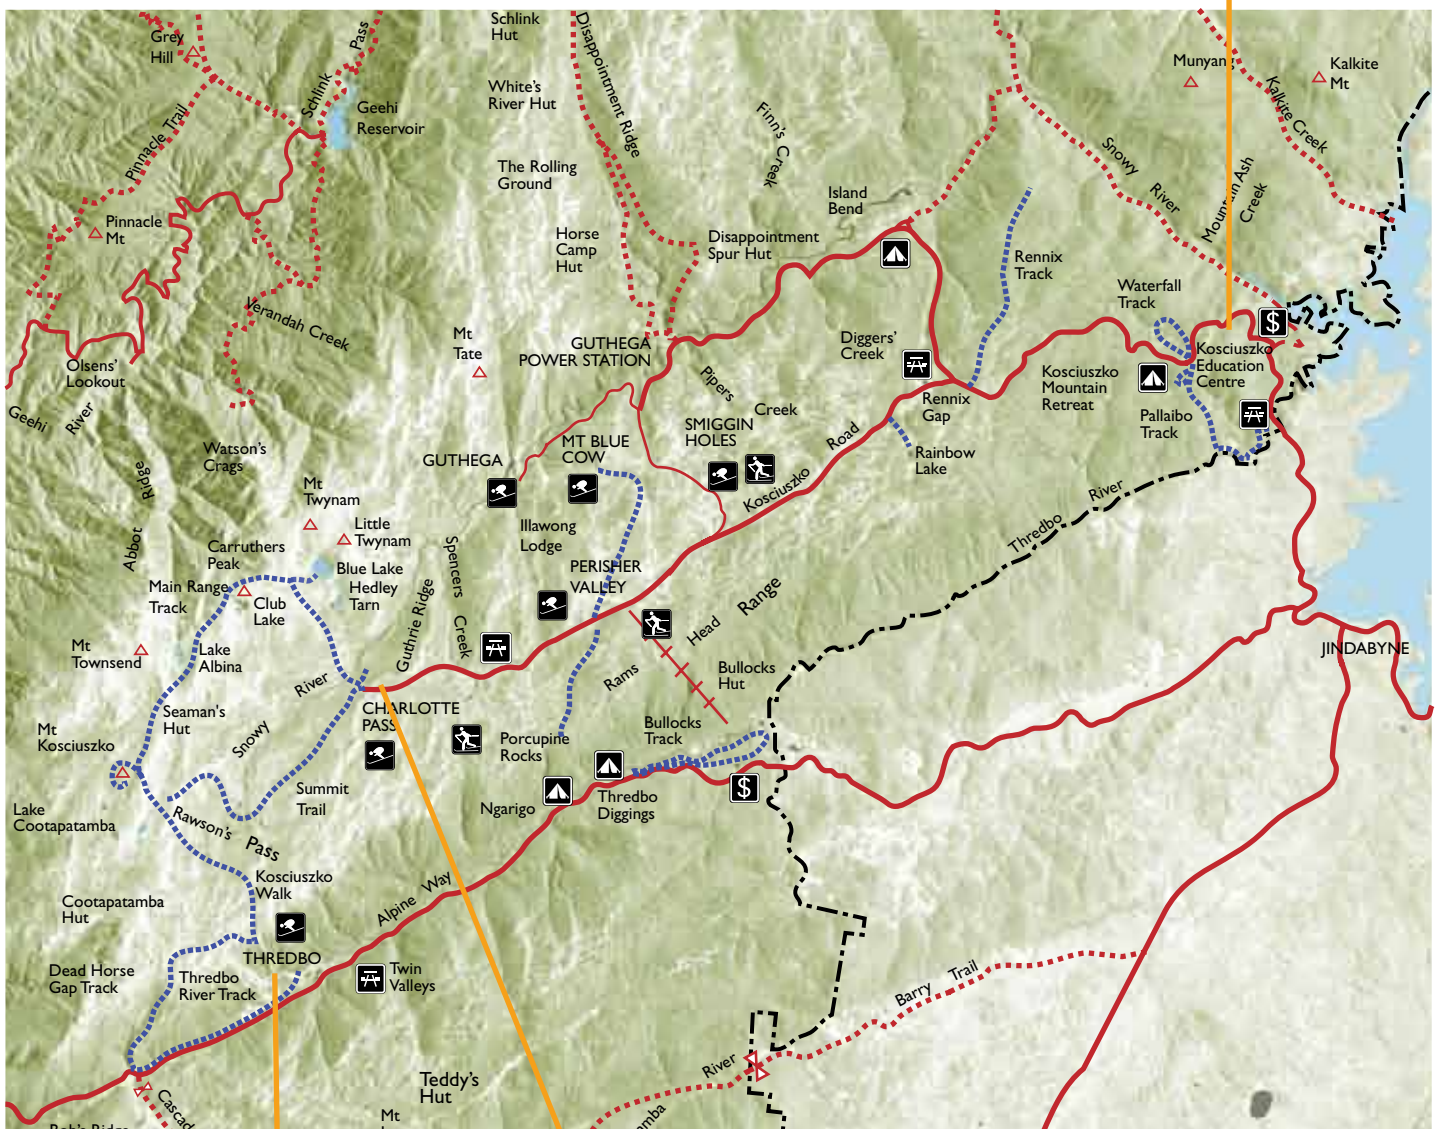 Schlink
Hut
Grey
Hill
Schlink
Pass
Disappointment Ridge
Munyang
Kalkite
Mt
White's
River Hut
Geehi
Reservoir
Pinnacle Trail
Finn's Creek
Kalkite Creek
Snowy River
The Rolling
Ground
Mountain Ash
Creek
Island
Bend
Pinnacle
Mt
Horse
Camp
Hut
Disappointment
Spur Hut
Rennix
Track
Waterfall
Track
Verandah Creek
Mt
Tate
GUTHEGA
POWER STATION
Diggers'
Creek
Kosciuszko
Education
Centre
$
Olsens'
Lookout
Geehi
River
Pipers
Creek
Kosciuszko
Mountain
Retreat
Rennix
Gap
Pallaibo
Track
SMIGGIN
HOLES
MT BLUE
COW
Watson's
Crags
GUTHEGA
Kosciuszko Road
Rainbow
Lake
Abbot Ridge
Mt
Twynam
Little
Twynam
Illawong
Lodge
Thredbo River
Carruthers
Peak
Blue Lake
Hedley
Tarn
Spencers Creek
PERISHER
VALLEY
Main Range
Track
Club
Lake
Guthrie Ridge
Rams Head Range
Mt
Townsend
Lake
Albina
JINDABYNE
Snowy River
Bullocks
Hut
Seaman's
Hut
CHARLOTTE
PASS
Bullocks
Track
Mt
Kosciuszko
Porcupine
Rocks
Summit
Trail
Ngarigo
Thredbo
Diggings
$
Lake
Cootapatamba
Rawson's Pass
Kosciuszko
Walk
Alpine Way
Cootapatamba
Hut
THREDBO
Dead Horse
Gap Track
Thredbo
River Track
Twin
Valleys
Barry Trail
River
Teddy's
Hut
Mt